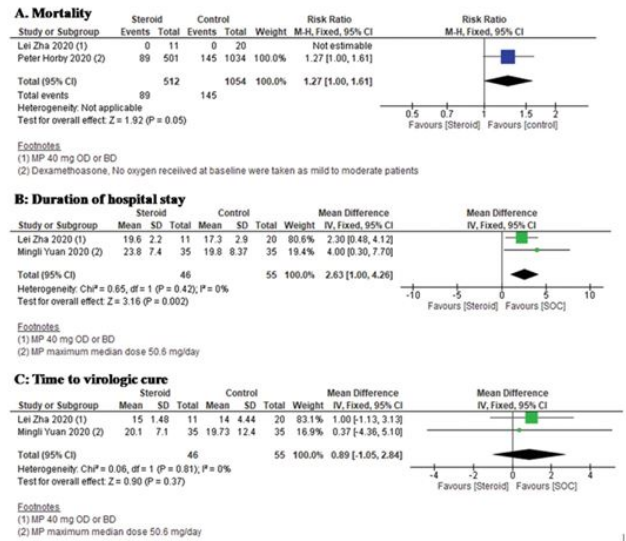 A. Mortality
Steroid Control Risk Ratio Risk Ratio
Study or Subgroup Events Total Events Total Weight M-H, Fixed, 95% CI M-H, Fixed, 95% CI
Lei Zha 2020 (1) 0 11 0 20 Not estimable
Peter Horby 2020 (2) 89 501 145 1034 100.0% 1.27 [1.00, 1.61]
Total (95% CI) 512 1054 100.0% 1.27 [1.00, 1.61]
Total events 89 145
Heterogeneity: Not applicable
Test for overall effect: Z = 1.92 (P = 0.05)
0.5 0.7 1 1.5 2
Favours [Steroid] Favours [control]
Footnotes
(1) MP 40 mg OD or BD
(2) Dexamethoasone, No oxygen receiived at baseline were taken as mild to moderate patients
B: Duration of hospital stay
Steroid Control Mean Difference Mean Difference
Study or Subgroup Mean SD Total Mean SD Total Weight IV, Fixed, 95% CI IV, Fixed, 95% CI
Lei Zha 2020 (1) 19.6 2.2 11 17.3 2.9 20 80.6% 2.30 [0.48, 4.12]
Mingli Yuan 2020 (2) 23.8 7.4 35 19.8 8.37 35 19.4% 4.00 [0.30, 7.70]
Total (95% CI) 46 55 100.0% 2.63 [1.00, 4.26]
Heterogeneity: Chi² = 0.65, df = 1 (P = 0.42); I² = 0%
Test for overall effect: Z = 3.16 (P = 0.002)
-10 -5 0 5 10
Favours [Steroid] Favours [SOC]
Footnotes
(1) MP 40 mg OD or BD
(2) MP maximum median dose 50.6 mg/day
C: Time to virologic cure
Steroid Control Mean Difference Mean Difference
Study or Subgroup Mean SD Total Mean SD Total Weight IV, Fixed, 95% CI IV, Fixed, 95% CI
Lei Zha 2020 (1) 15 1.48 11 14 4.44 20 83.1% 1.00 [-1.13, 3.13]
Mingli Yuan 2020 (2) 20.1 7.1 35 19.73 12.4 35 16.9% 0.37 [-4.36, 5.10]
Total (95% CI) 46 55 100.0% 0.89 [-1.05, 2.84]
Heterogeneity: Chi² = 0.06, df = 1 (P = 0.81); I² = 0%
Test for overall effect: Z = 0.90 (P = 0.37)
-4 -2 0 2 4
Favours [Steroid] Favours [SOC]
Footnotes
(1) MP 40 mg OD or BD
(2) MP maximum median dose 50.6 mg/day
1